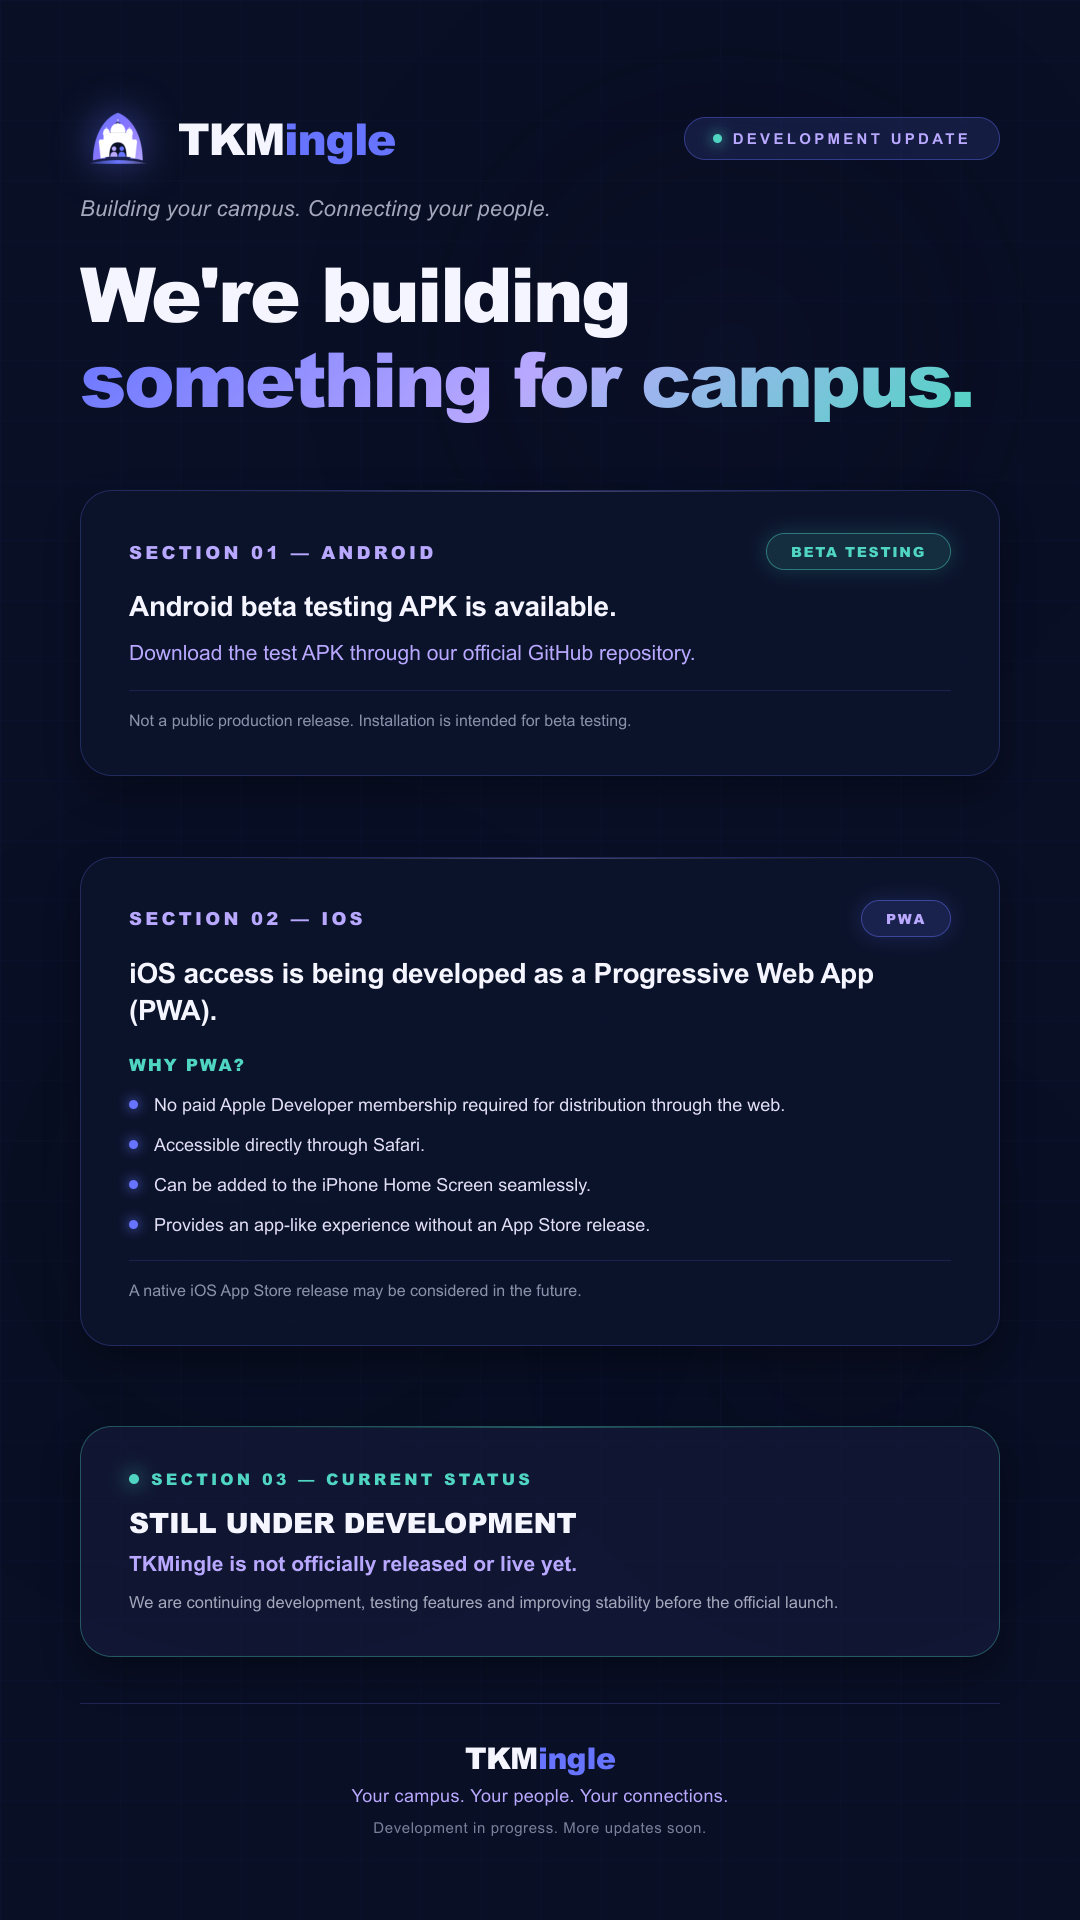 TKMingle
DEVELOPMENT UPDATE
Building your campus. Connecting your people.
We're building
something for campus.
SECTION 01 — ANDROID
BETA TESTING
Android beta testing APK is available.
Download the test APK through our official GitHub repository.
Not a public production release. Installation is intended for beta testing.
SECTION 02 — IOS
PWA
iOS access is being developed as a Progressive Web App
(PWA).
WHY PWA?
No paid Apple Developer membership required for distribution through the web.
Accessible directly through Safari.
Can be added to the iPhone Home Screen seamlessly.
Provides an app-like experience without an App Store release.
A native iOS App Store release may be considered in the future.
SECTION 03 — CURRENT STATUS
STILL UNDER DEVELOPMENT
TKMingle is not officially released or live yet.
We are continuing development, testing features and improving stability before the official launch.
TKMingle
Your campus. Your people. Your connections.
Development in progress. More updates soon.